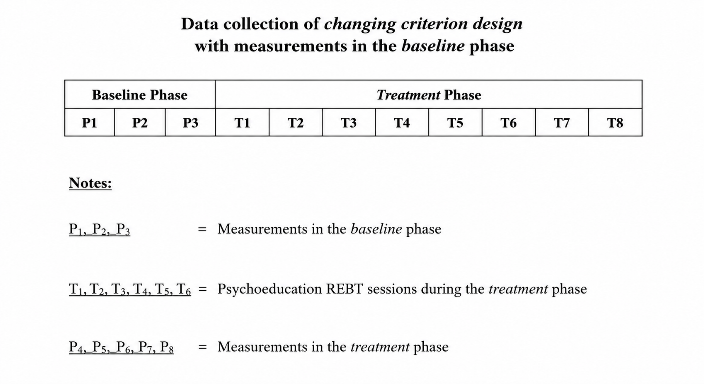 Data collection of changing criterion design
with measurements in the baseline phase
Baseline Phase Treatment Phase
P1 P2 P3 T1 T2 T3 T4 T5 T6 T7 T8
Notes:
P₁, P₂, P₃ = Measurements in the baseline phase
T₁, T₂, T₃, T₄, T₅, T₆ = Psychoeducation REBT sessions during the treatment phase
P₄, P₅, P₆, P₇, P₈ = Measurements in the treatment phase